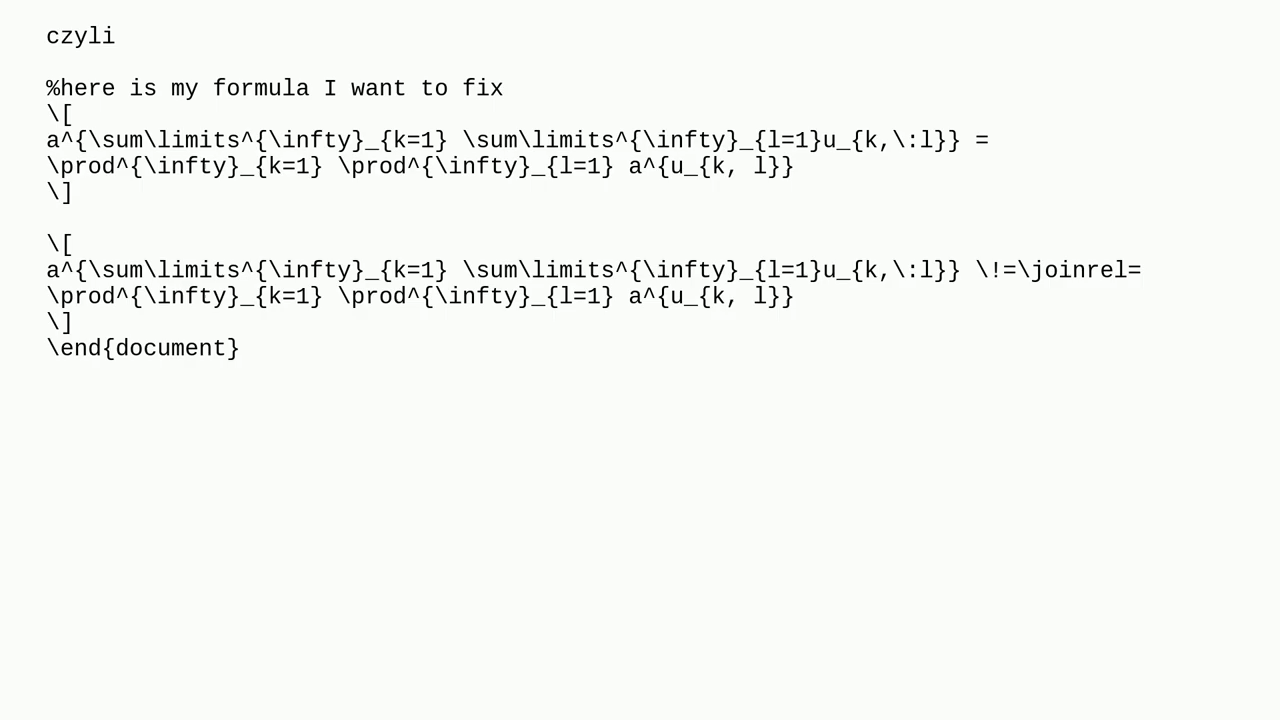 czyli
%here is my formula I want to fix
\[
a^{\sum\limits^{\infty}_{k=1} \sum\limits^{\infty}_{l=1}u_{k,\:l}} =
\prod^{\infty}_{k=1} \prod^{\infty}_{l=1} a^{u_{k, l}}
\]
\[
a^{\sum\limits^{\infty}_{k=1} \sum\limits^{\infty}_{l=1}u_{k,\:l}} \!=\joinrel=
\prod^{\infty}_{k=1} \prod^{\infty}_{l=1} a^{u_{k, l}}
\]
\end{document}